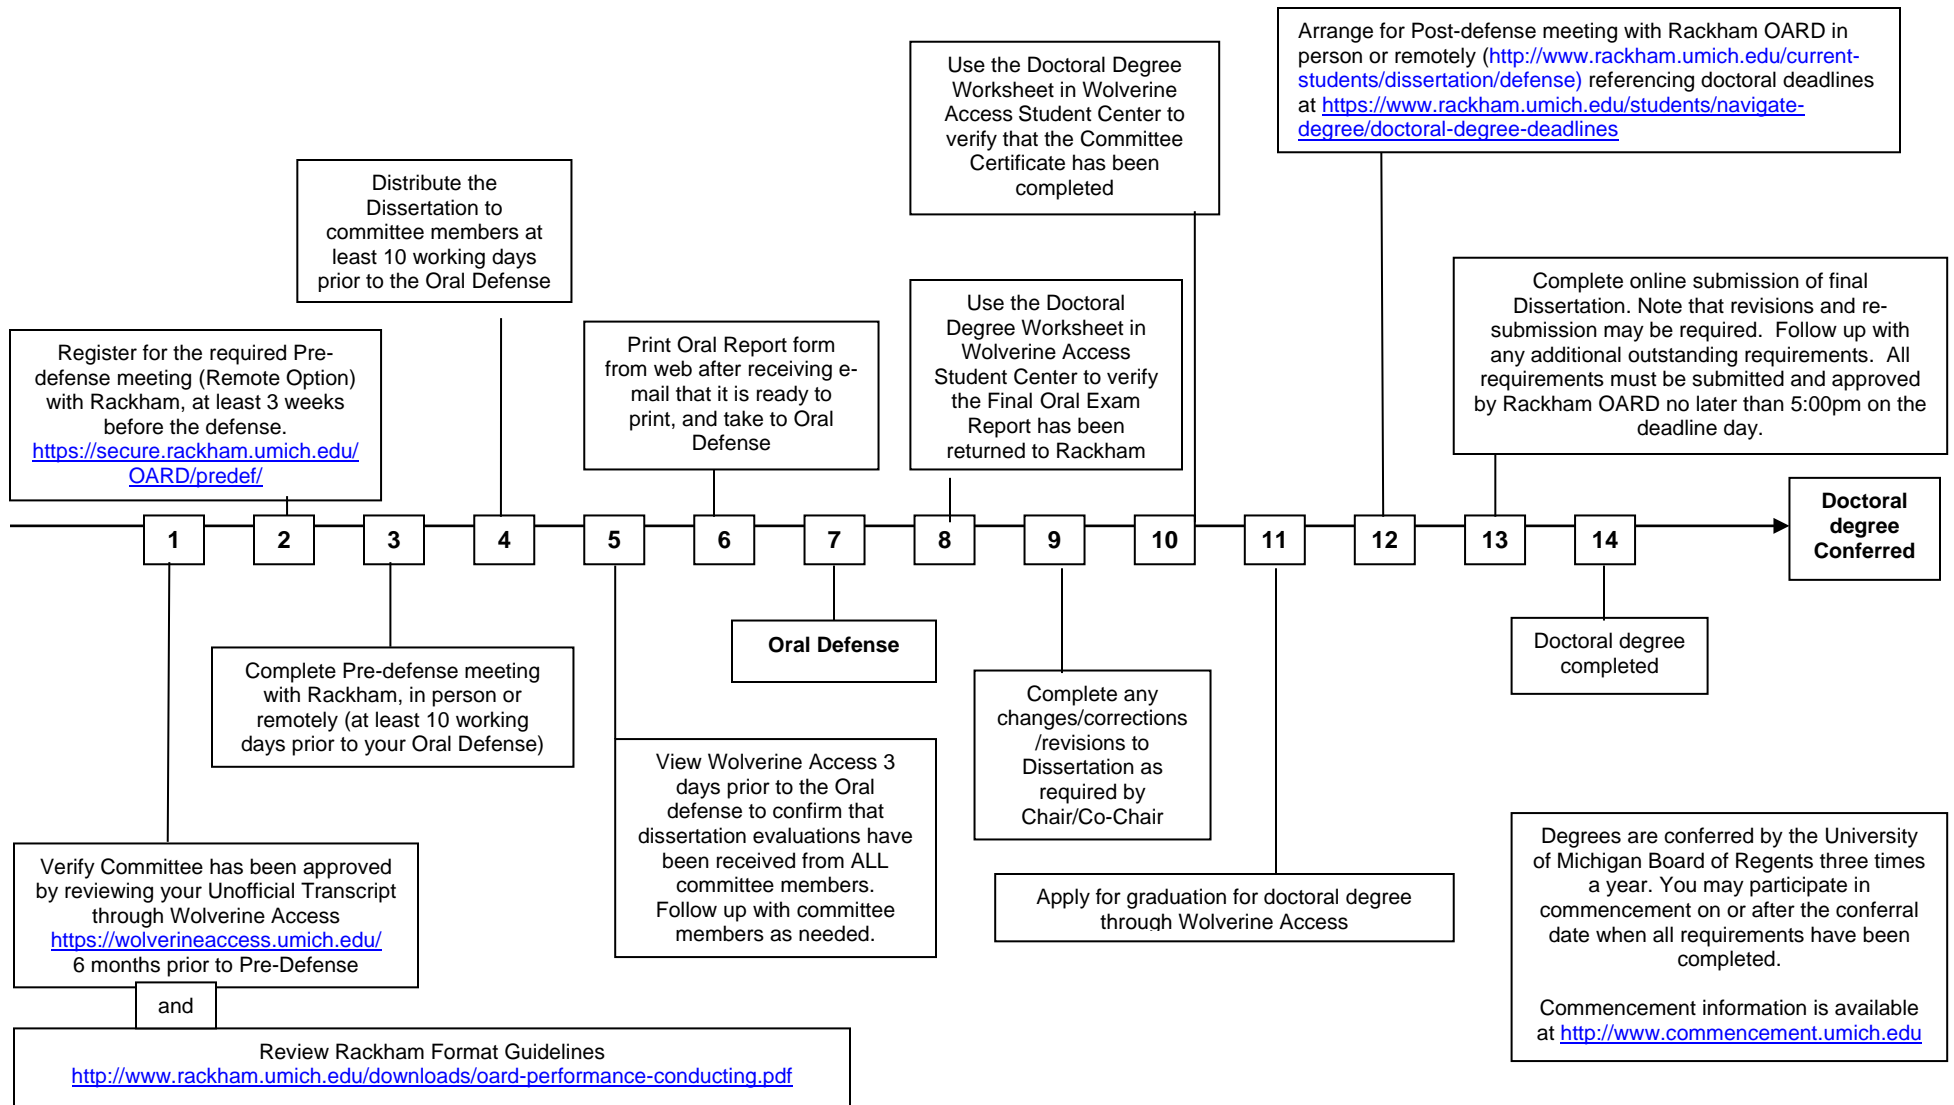 Arrange for Post-defense meeting with Rackham OARD in
person or remotely (http://www.rackham.umich.edu/current-
students/dissertation/defense) referencing doctoral deadlines
at https://www.rackham.umich.edu/students/navigate-
degree/doctoral-degree-deadlines
Use the Doctoral Degree
Worksheet in Wolverine
Access Student Center to
verify that the Committee
Certificate has been
completed
Distribute the
Dissertation to
committee members at
least 10 working days
prior to the Oral Defense
Complete online submission of final
Dissertation. Note that revisions and re-
submission may be required.  Follow up with
any additional outstanding requirements.  All
requirements must be submitted and approved
by Rackham OARD no later than 5:00pm on the
deadline day.
Use the Doctoral
Degree Worksheet in
Wolverine Access
Student Center to verify
the Final Oral Exam
Report has been
returned to Rackham
Print Oral Report form
from web after receiving e-
mail that it is ready to
print, and take to Oral
Defense
Register for the required Pre-
defense meeting (Remote Option)
with Rackham, at least 3 weeks
before the defense.
https://secure.rackham.umich.edu/
OARD/predef/
1 2 3 4 5 6 7 8 9 10 11 12 13 14
Doctoral
degree
Conferred
Oral Defense
Doctoral degree
completed
Complete Pre-defense meeting
with Rackham, in person or
remotely (at least 10 working
days prior to your Oral Defense)
Complete any
changes/corrections
/revisions to
Dissertation as
required by
Chair/Co-Chair
View Wolverine Access 3
days prior to the Oral
defense to confirm that
dissertation evaluations have
been received from ALL
committee members.
Follow up with committee
members as needed.
Degrees are conferred by the University
of Michigan Board of Regents three times
a year. You may participate in
commencement on or after the conferral
date when all requirements have been
completed.
Commencement information is available
at http://www.commencement.umich.edu
Verify Committee has been approved
by reviewing your Unofficial Transcript
through Wolverine Access
https://wolverineaccess.umich.edu/
6 months prior to Pre-Defense
Apply for graduation for doctoral degree
through Wolverine Access
and
Review Rackham Format Guidelines
http://www.rackham.umich.edu/downloads/oard-performance-conducting.pdf